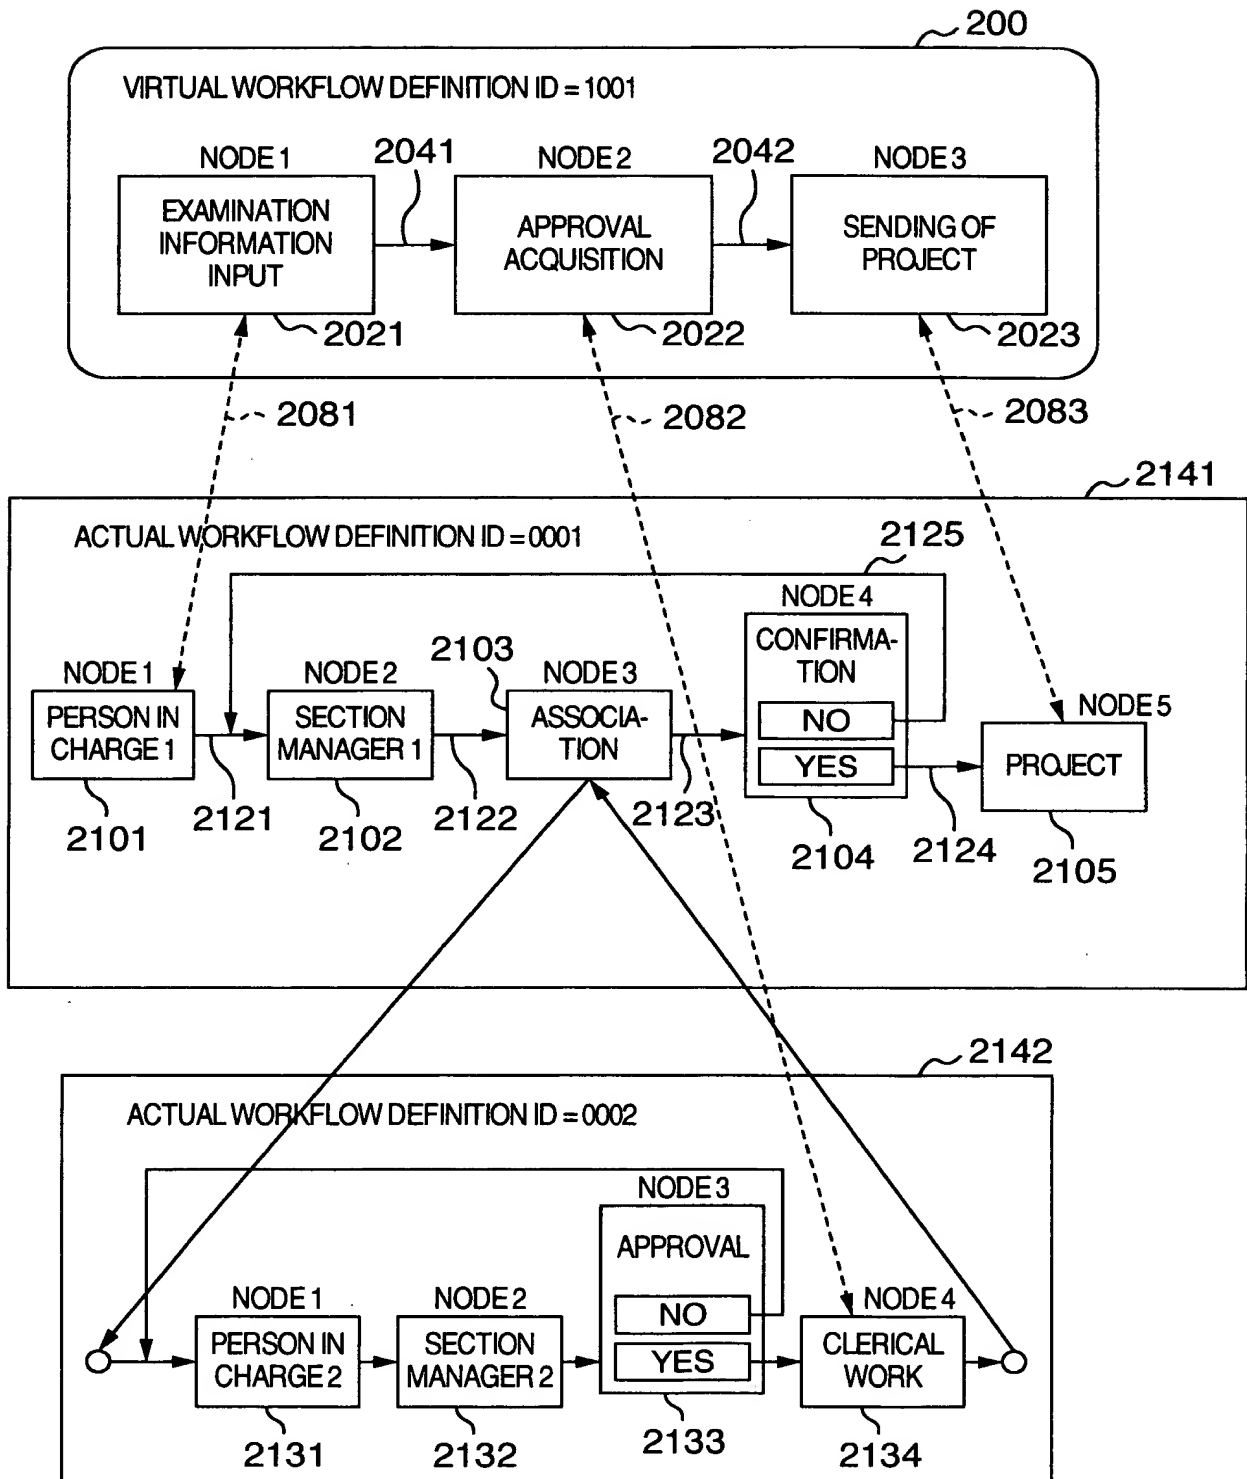 200
VIRTUAL WORKFLOW DEFINITION ID = 1001
NODE 1
2041
NODE 2
2042
NODE 3
EXAMINATION
INFORMATION
INPUT
APPROVAL
ACQUISITION
SENDING OF
PROJECT
2021
2022
2023
2081
2082
2083
2141
ACTUAL WORKFLOW DEFINITION ID = 0001
2125
NODE 4
CONFIRMA-
TION
NO
YES
2103
NODE 1
NODE 2
NODE 3
NODE 5
PERSON IN
CHARGE 1
SECTION
MANAGER 1
ASSOCIA-
TION
PROJECT
2101
2121
2102
2122
2123
2104
2124
2105
2142
ACTUAL WORKFLOW DEFINITION ID = 0002
NODE 3
APPROVAL
NO
YES
NODE 1
NODE 2
NODE 4
PERSON IN
CHARGE 2
SECTION
MANAGER 2
CLERICAL
WORK
2131
2132
2133
2134